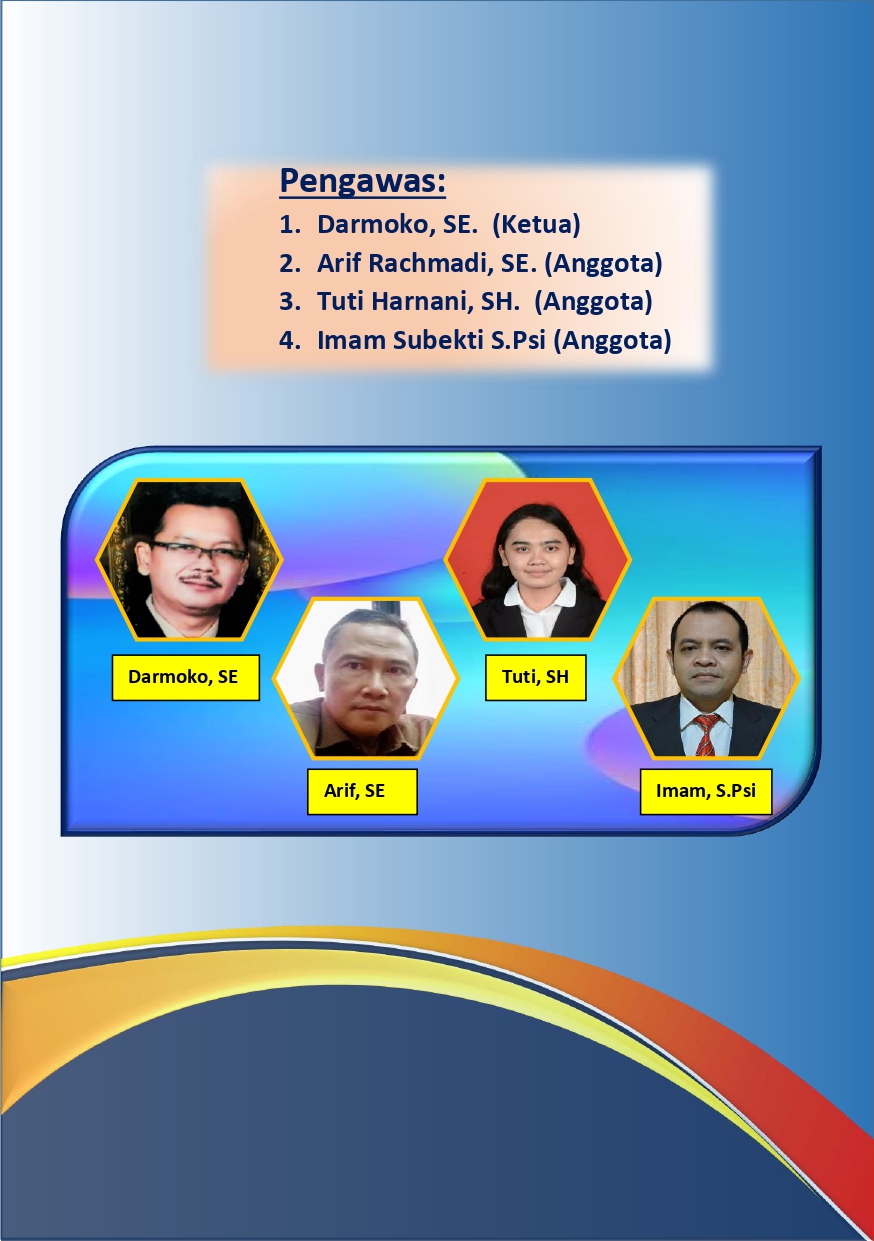 Pengawas:
1. Darmoko, SE. (Ketua)
2. Arif Rachmadi, SE. (Anggota)
3. Tuti Harnani, SH. (Anggota)
4. Imam Subekti S.Psi (Anggota)
Darmoko, SE
Tuti, SH
Arif, SE
Imam, S.Psi